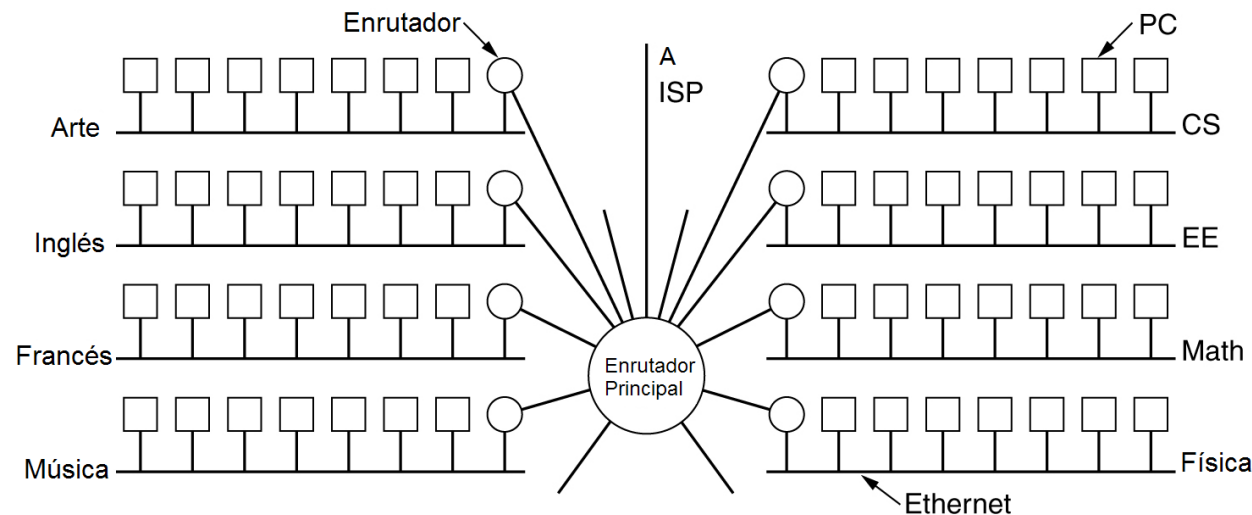 Enrutador
PC
A
ISP
Arte
CS
Inglés
EE
Enrutador
Principal
Francés
Math
Música
Física
Ethernet